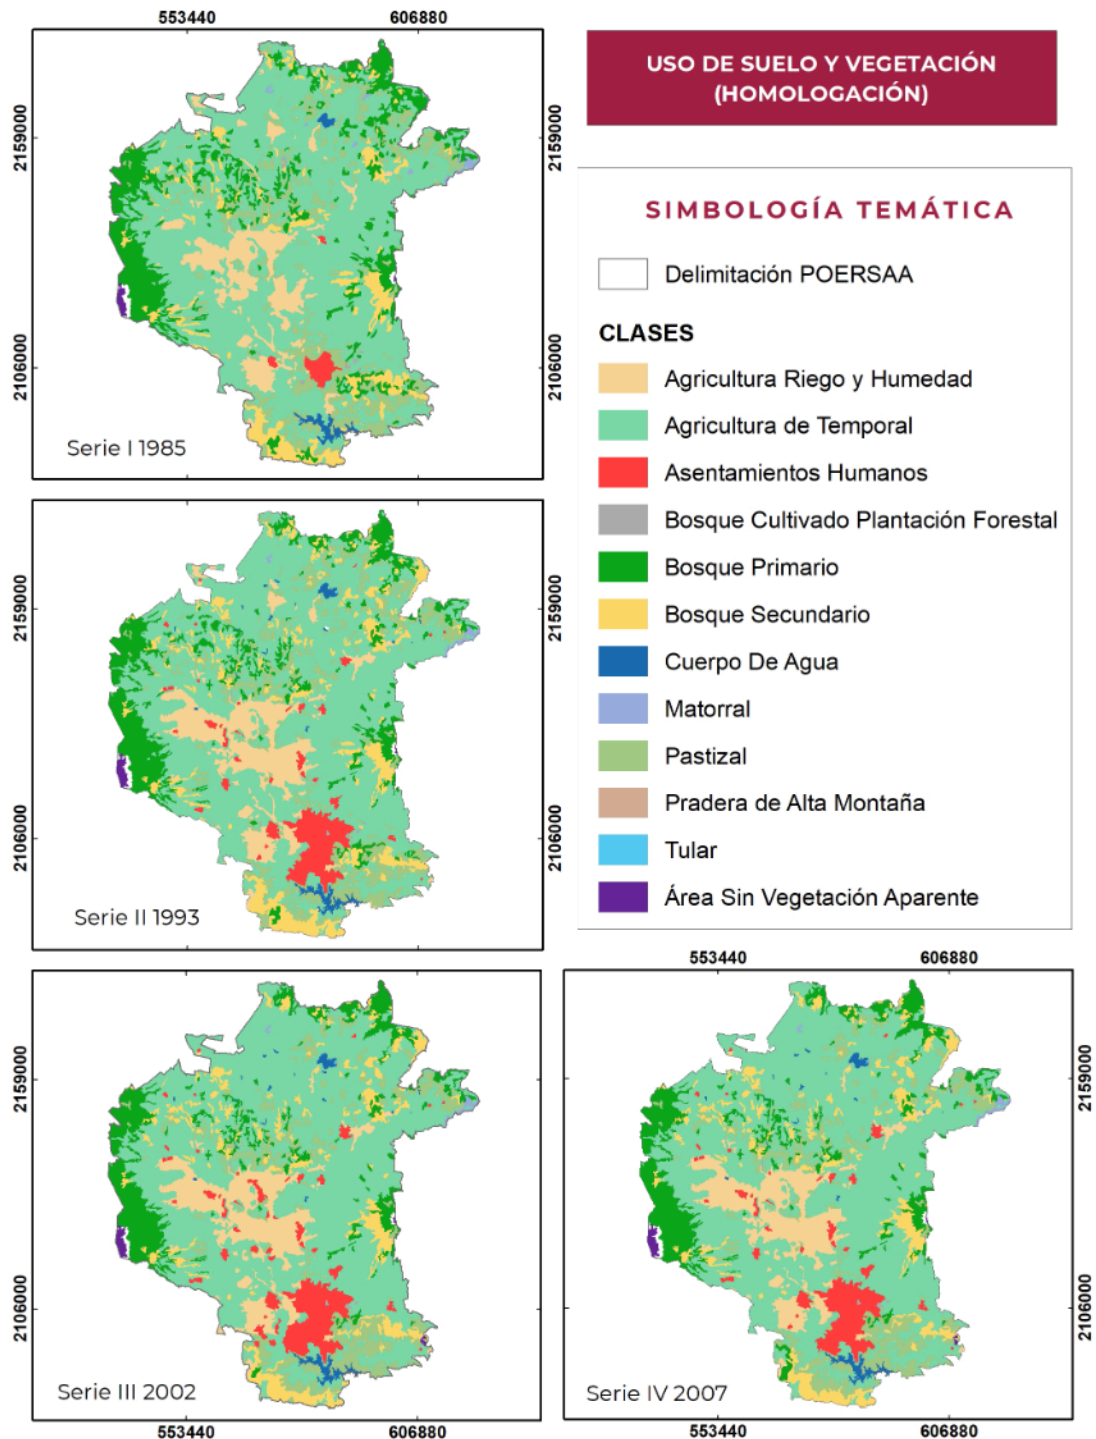 553440 606880
USO DE SUELO Y VEGETACIÓN
(HOMOLOGACIÓN)
2159000 2159000
2106000 2106000
Serie I 1985
SIMBOLOGÍA TEMÁTICA
Delimitación POERSAA
CLASES
Agricultura Riego y Humedad
Agricultura de Temporal
Asentamientos Humanos
Bosque Cultivado Plantación Forestal
Bosque Primario
Bosque Secundario
Cuerpo De Agua
Matorral
Pastizal
Pradera de Alta Montaña
Tular
Área Sin Vegetación Aparente
2159000 2159000
2106000 2106000
Serie II 1993
553440 606880
2159000 2159000
2106000 2106000
Serie III 2002
Serie IV 2007
553440 606880
553440 606880